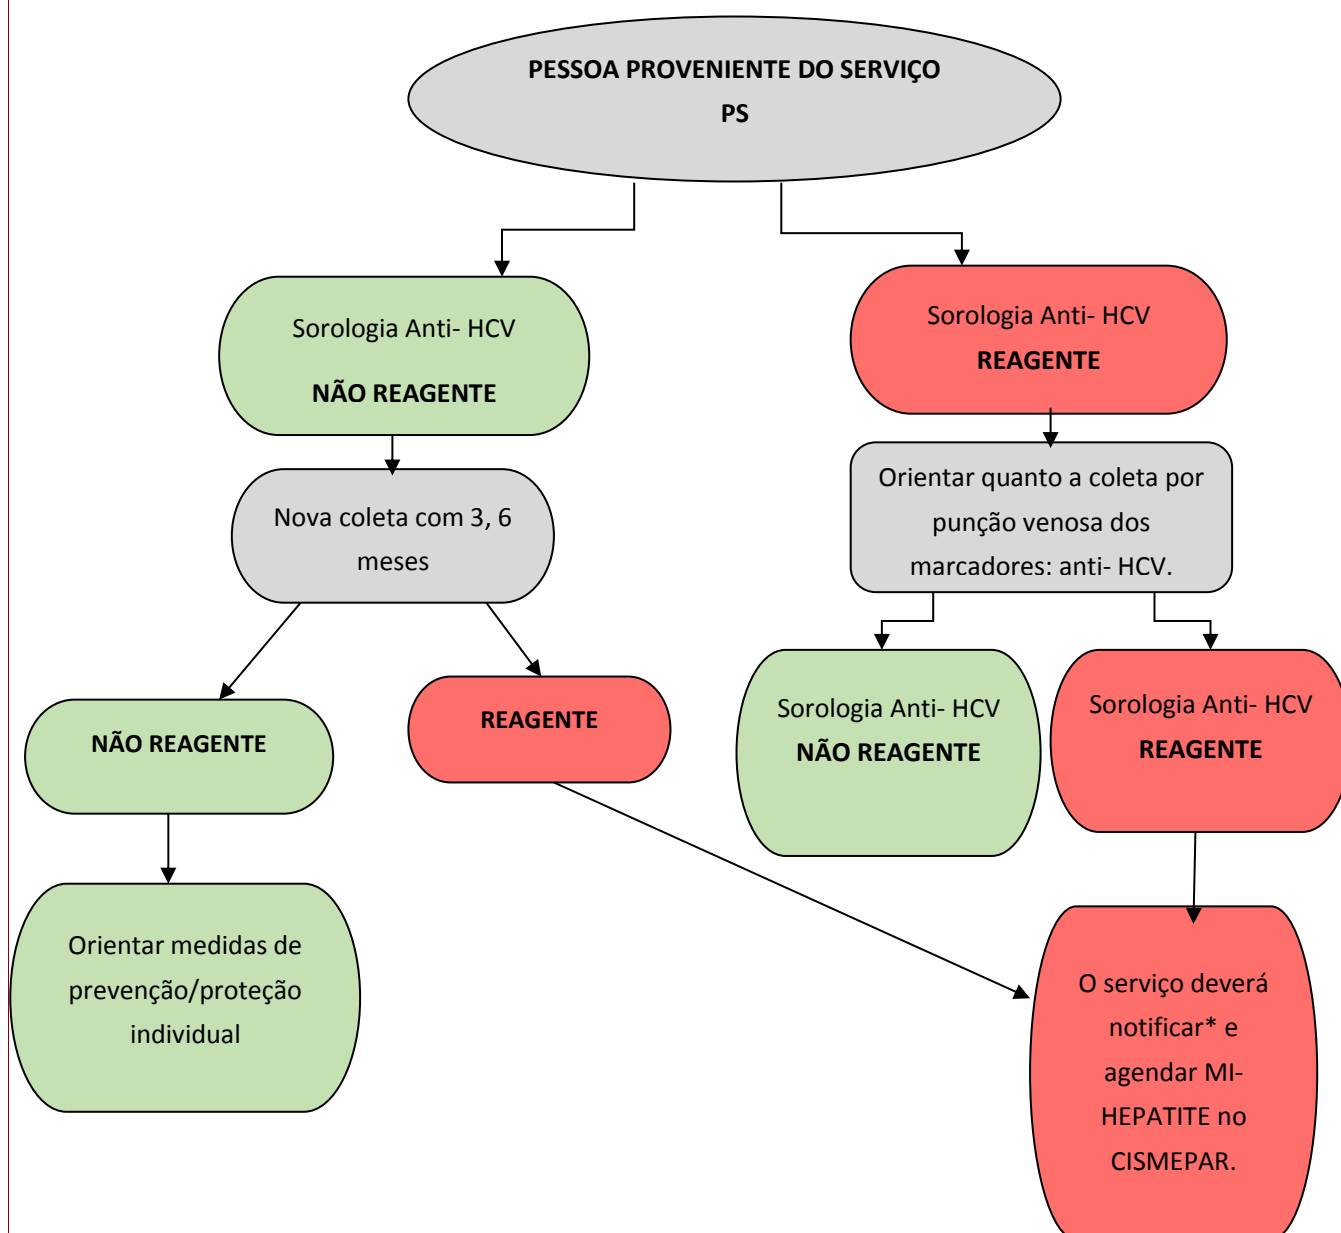 PESSOA PROVENIENTE DO SERVIÇO
PS
Sorologia Anti- HCV
NÃO REAGENTE
Sorologia Anti- HCV
REAGENTE
Nova coleta com 3, 6
meses
Orientar quanto a coleta por
punção venosa dos
marcadores: anti- HCV.
NÃO REAGENTE
REAGENTE
Sorologia Anti- HCV
NÃO REAGENTE
Sorologia Anti- HCV
REAGENTE
Orientar medidas de
prevenção/proteção
individual
O serviço deverá
notificar* e
agendar MI-
HEPATITE no
CISMEPAR.